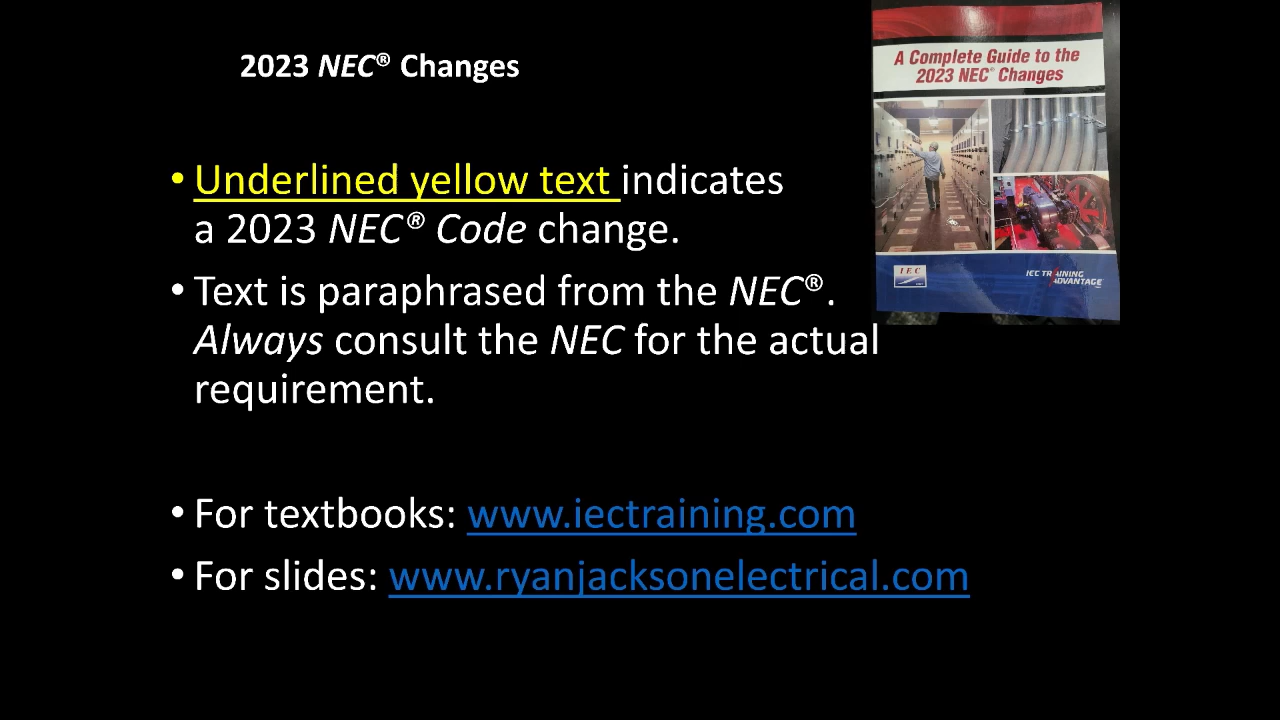 2023 NEC® Changes
A Complete Guide to the
2023 NEC® Changes
• Underlined yellow text indicates
a 2023 NEC® Code change.
• Text is paraphrased from the NEC®.
Always consult the NEC for the actual
requirement.
IEC
IEC TRAINING
ADVANTAGE
• For textbooks: www.iectraining.com
• For slides: www.ryanjacksonelectrical.com